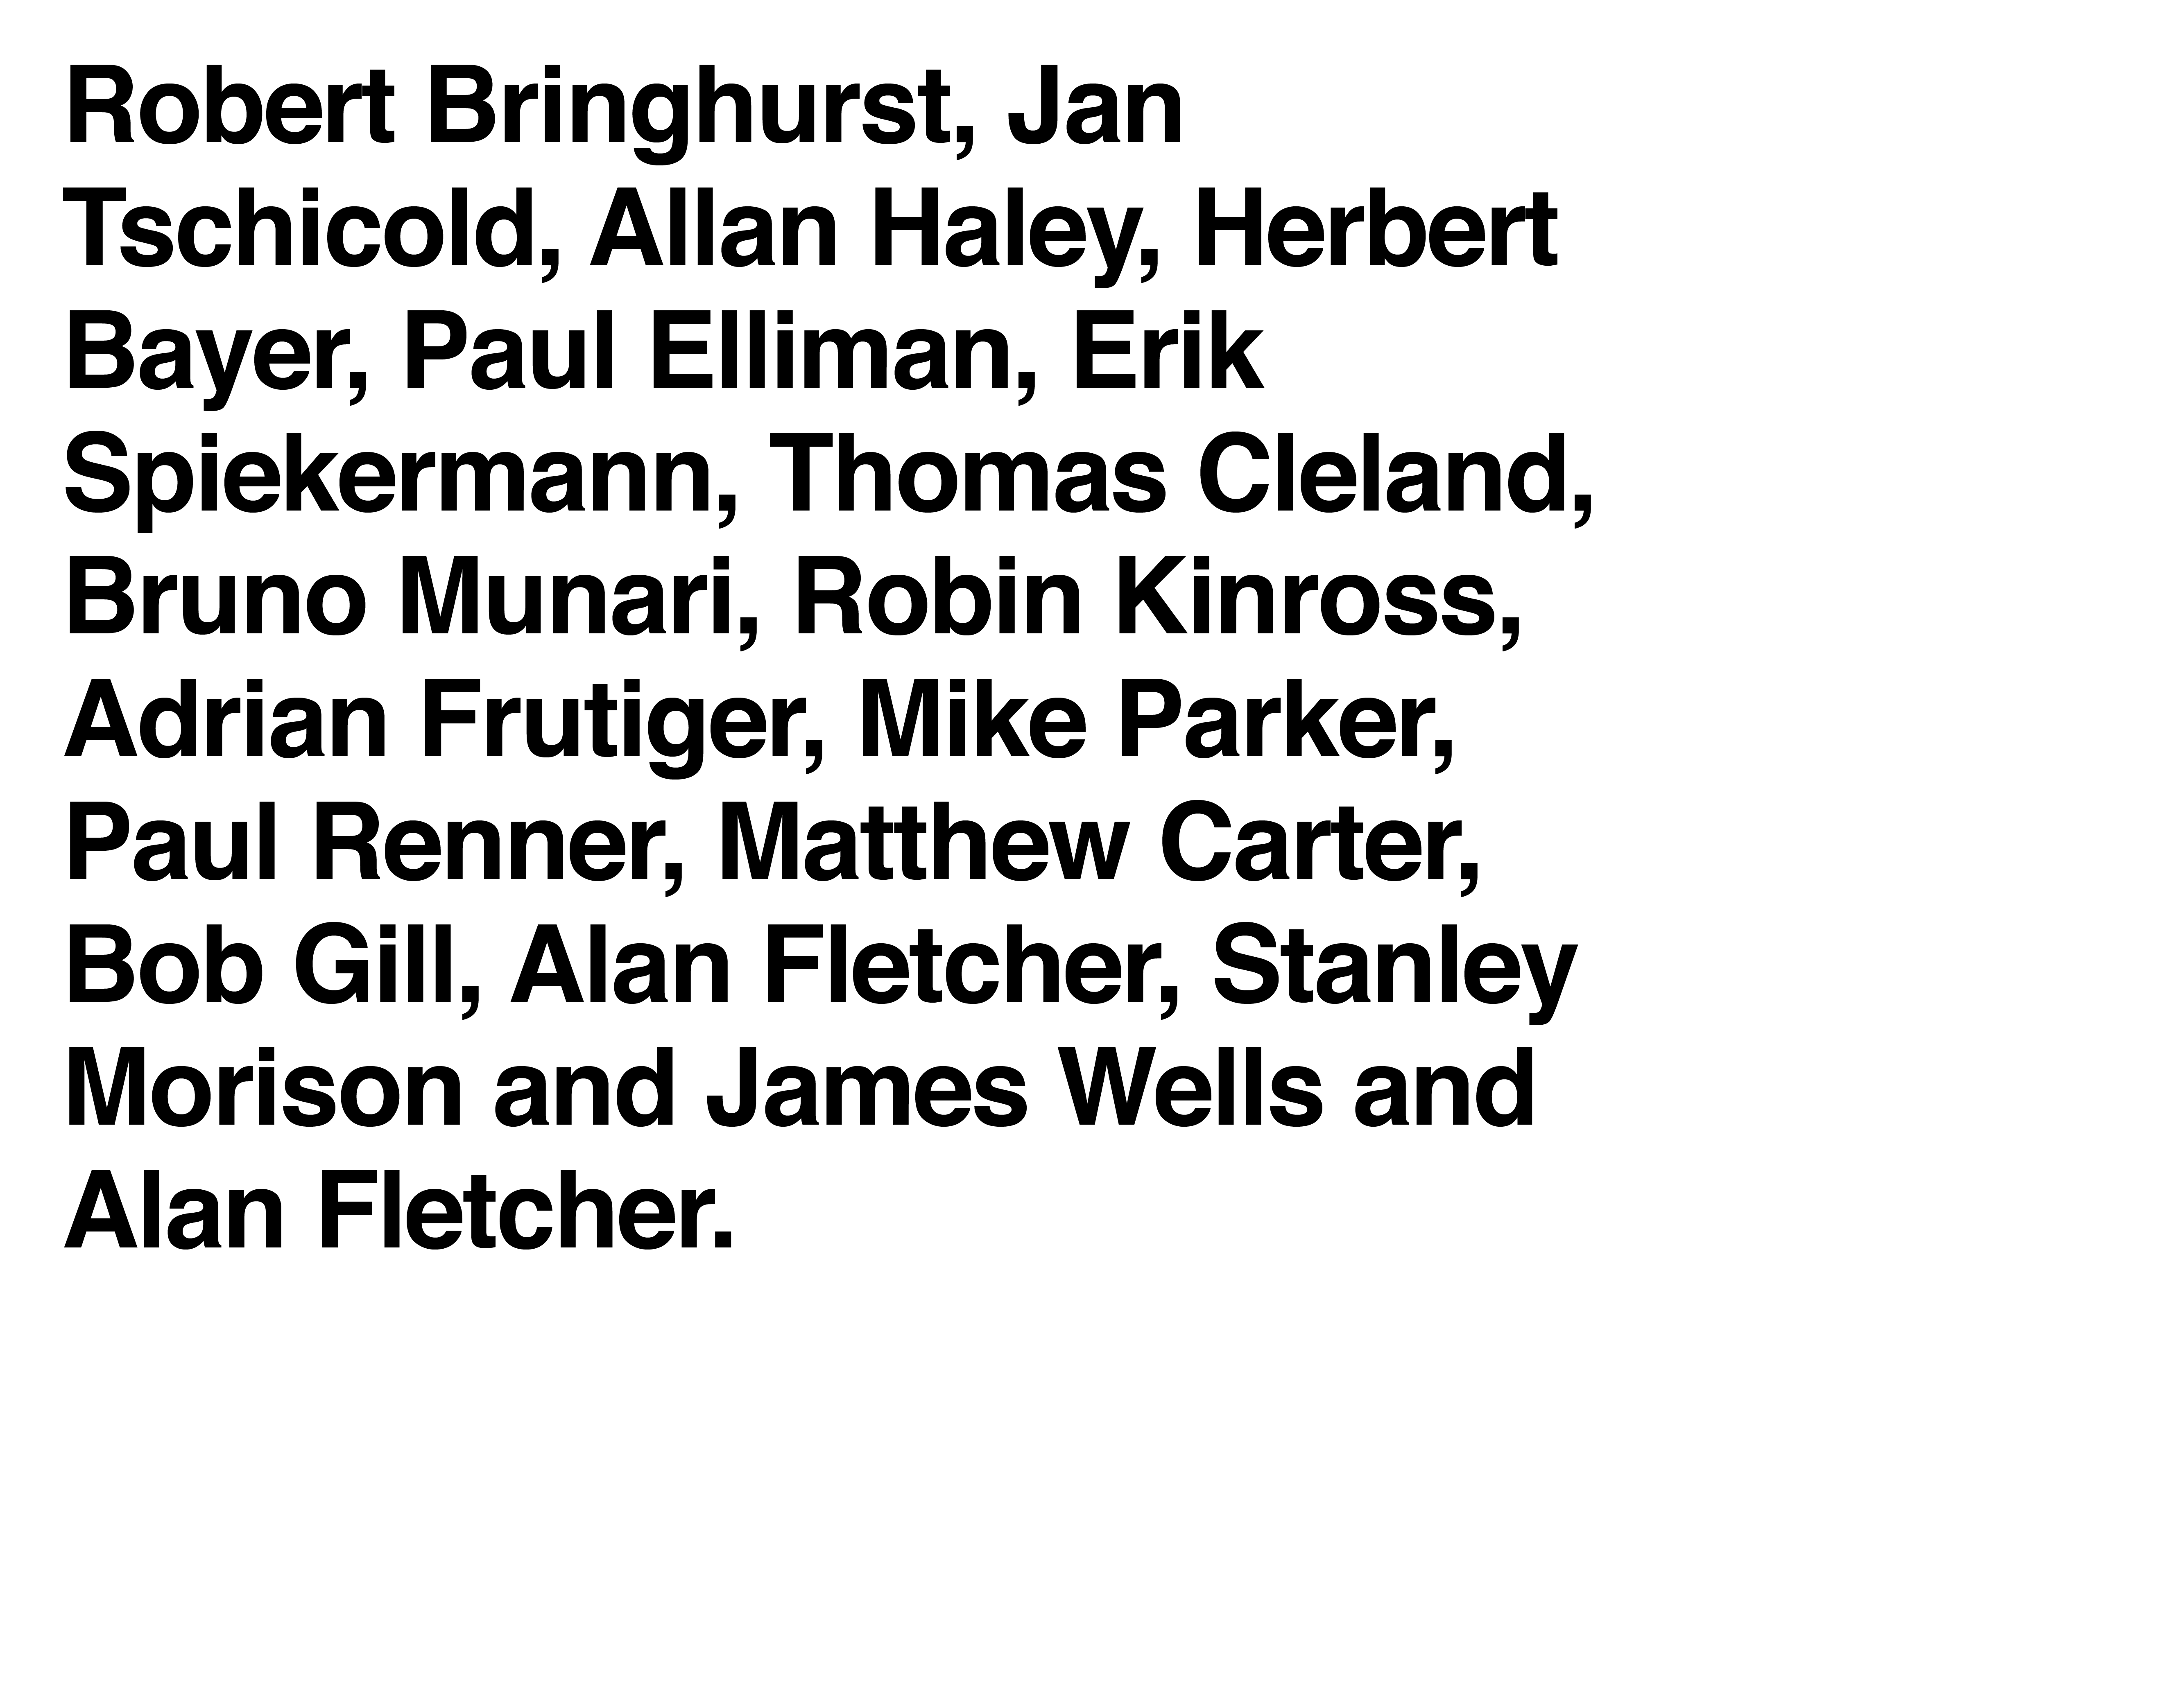 Robert Bringhurst, Jan
Tschicold, Allan Haley, Herbert
Bayer, Paul Elliman, Erik
Spiekermann, Thomas Cleland,
Bruno Munari, Robin Kinross,
Adrian Frutiger, Mike Parker,
Paul Renner, Matthew Carter,
Bob Gill, Alan Fletcher, Stanley
Morison and James Wells and
Alan Fletcher.